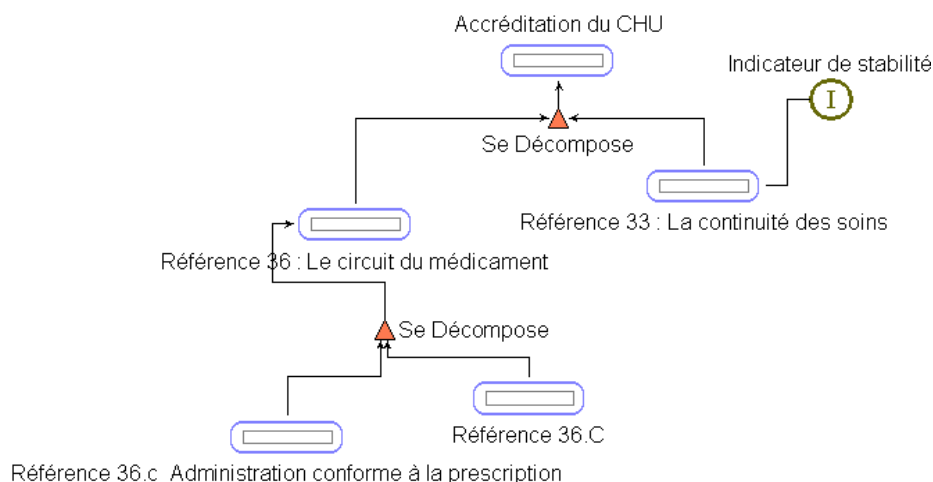 Accréditation du CHU
Indicateur de stabilité
I
Se Décompose
Référence 33 : La continuité des soins
Référence 36 : Le circuit du médicament
Se Décompose
Référence 36.C
Référence 36.c Administration conforme à la prescription